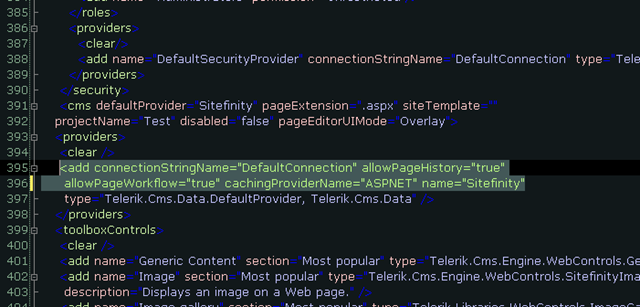 385 </roles>
386 <providers>
387 <clear/>
388 <add name="DefaultSecurityProvider" connectionStringName="DefaultConnection" type="Tele
389 </providers>
390 </security>
391 <cms defaultProvider="Sitefinity" pageExtension=".aspx" siteTemplate=""
392 projectName="Test" disabled="false" pageEditorUIMode="Overlay">
393 <providers>
394 <clear />
395 <add connectionStringName="DefaultConnection" allowPageHistory="true"
396 allowPageWorkflow="true" cachingProviderName="ASPNET" name="Sitefinity"
397 type="Telerik.Cms.Data.DefaultProvider, Telerik.Cms.Data" />
398 </providers>
399 <toolboxControls>
400 <clear />
401 <add name="Generic Content" section="Most popular" type="Telerik.Cms.Engine.WebControls.Ge
402 <add name="Image" section="Most popular" type="Telerik.Cms.Engine.WebControls.SitefinityIma
403 description="Displays an image on a Web page." />